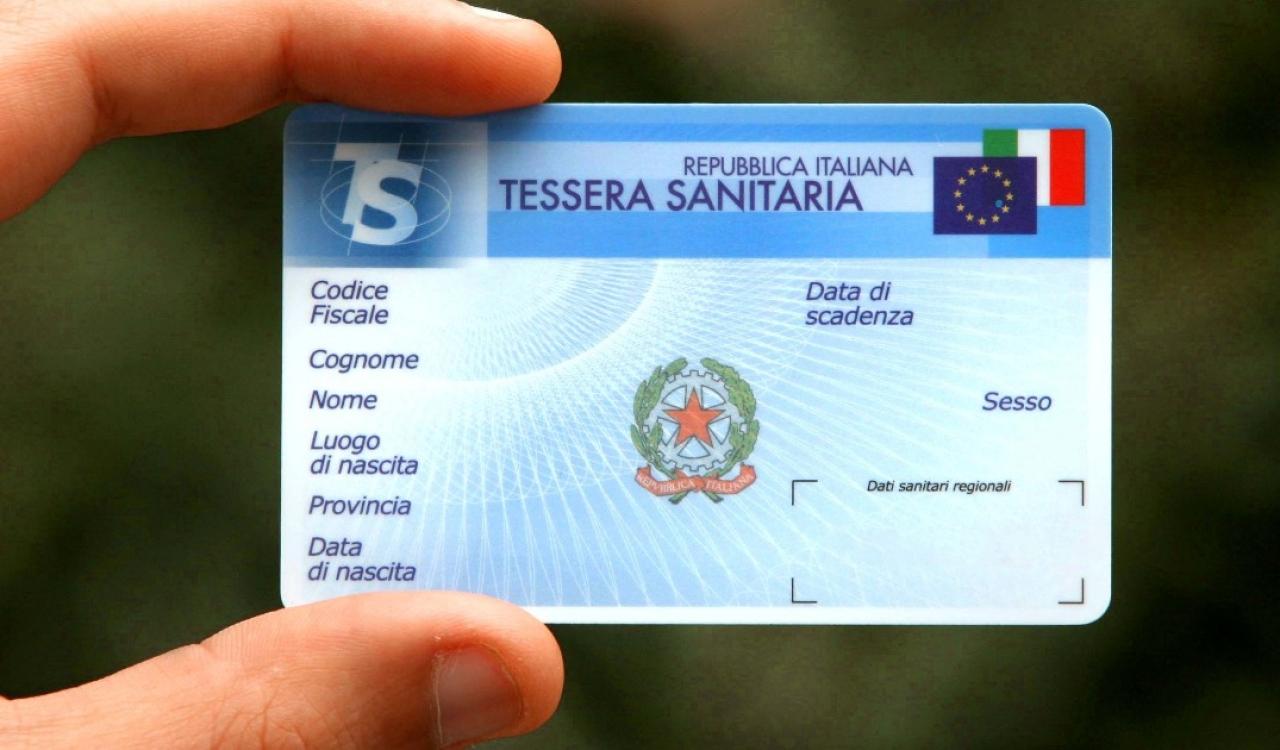 TS
REPUBBLICA ITALIANA
TESSERA SANITARIA
Codice
Fiscale
Data di
scadenza
Cognome
Nome
Sesso
Luogo
di nascita
REPVBBLICA ITALIANA
Dati sanitari regionali
Provincia
Data
di nascita